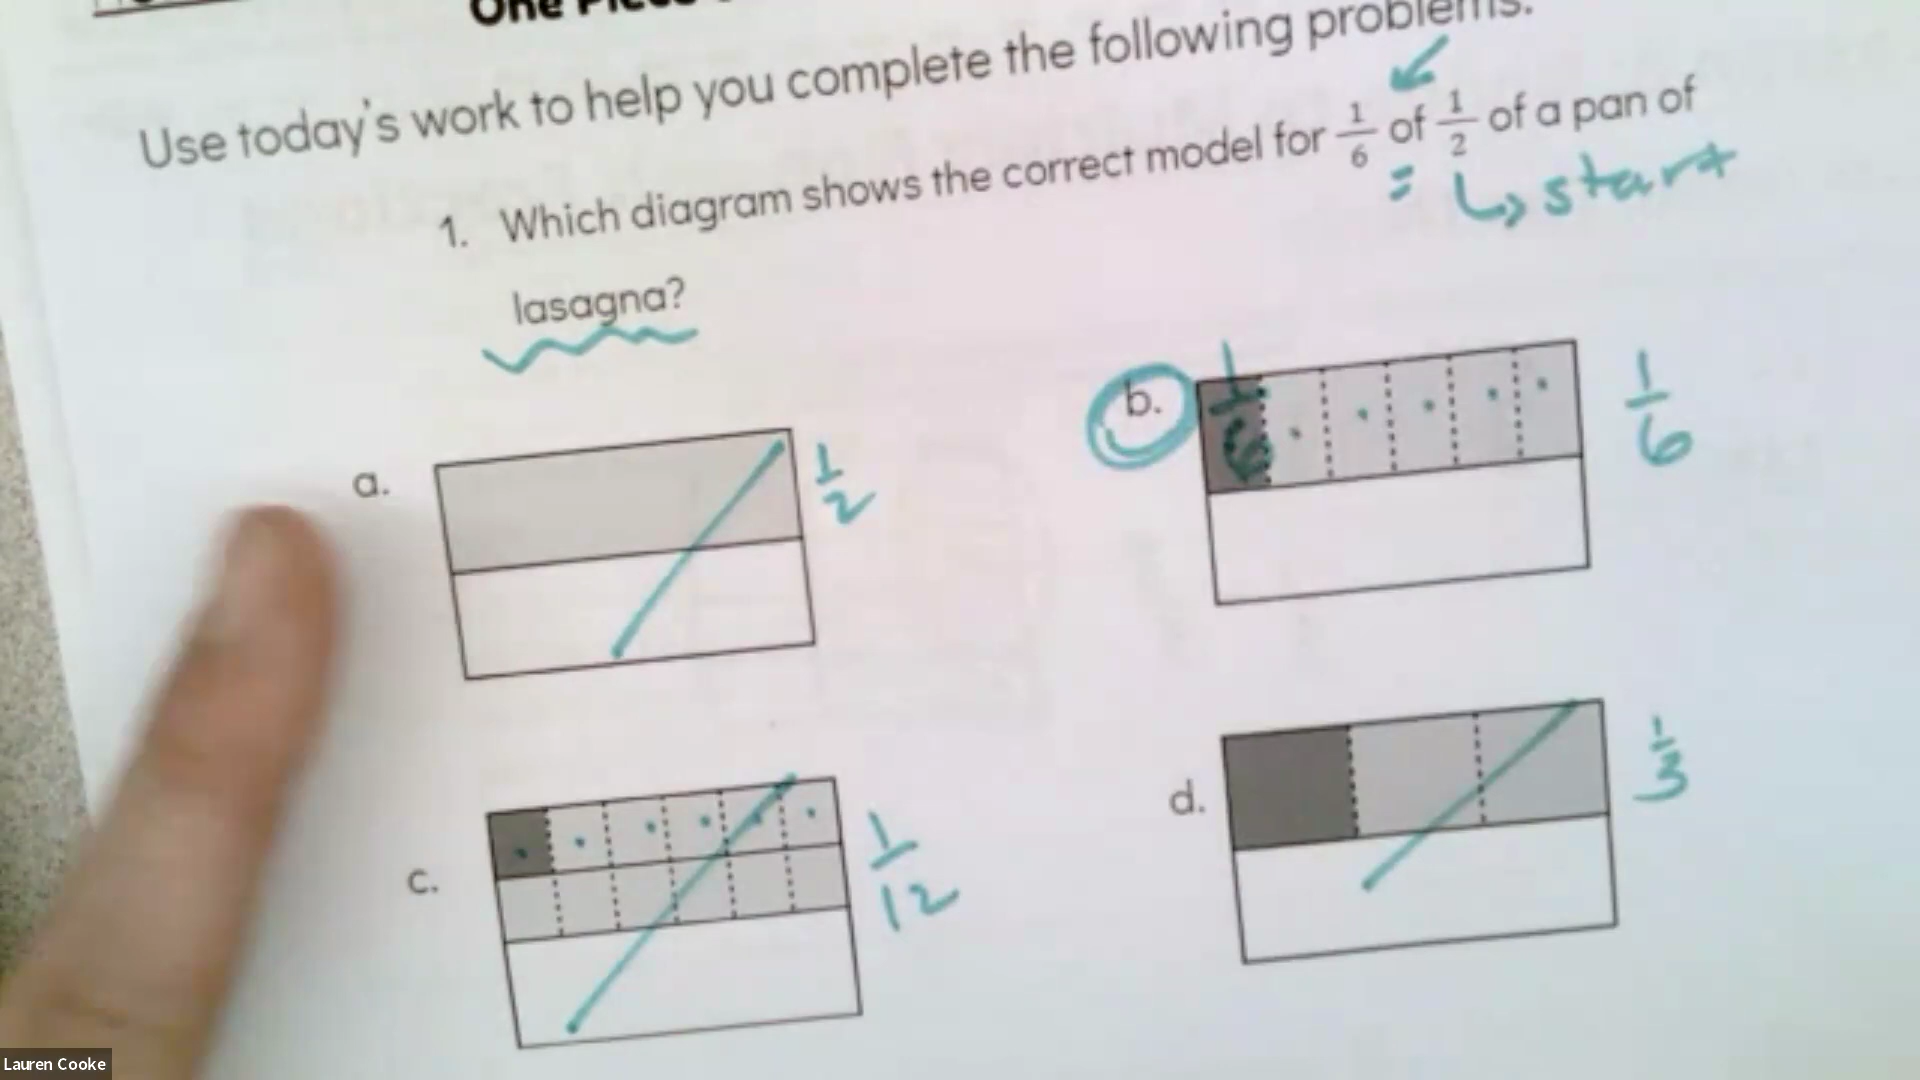 One
Use today's work to help you complete the following problems.
1. Which diagram shows the correct model for 1/6 of 1/2 of a pan of
= ↳ start
lasagna?
a.
1/2
b.
1/6
1/6
c.
1/12
d.
1/3
Lauren Cooke